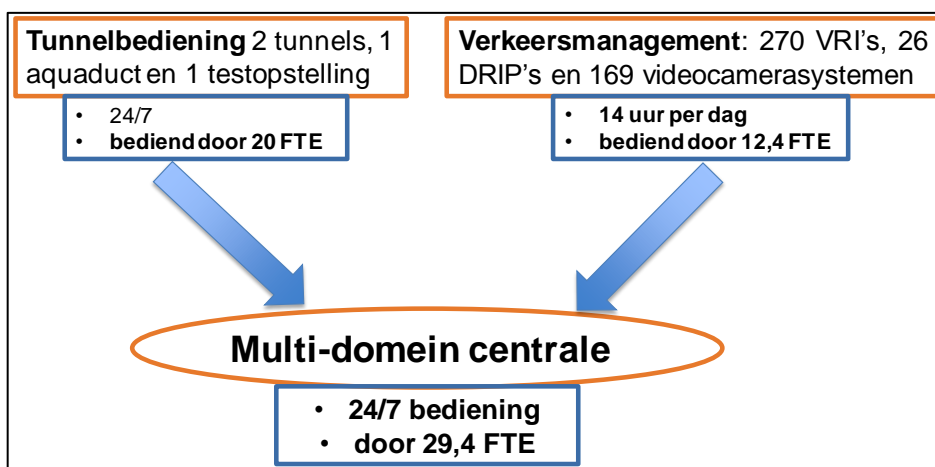 Tunnelbediening 2 tunnels, 1
aquaduct en 1 testopstelling
• 24/7
• bediend door 20 FTE
Verkeersmanagement: 270 VRI's, 26
DRIP's en 169 videocamerasystemen
• 14 uur per dag
• bediend door 12,4 FTE
Multi-domein centrale
• 24/7 bediening
• door 29,4 FTE